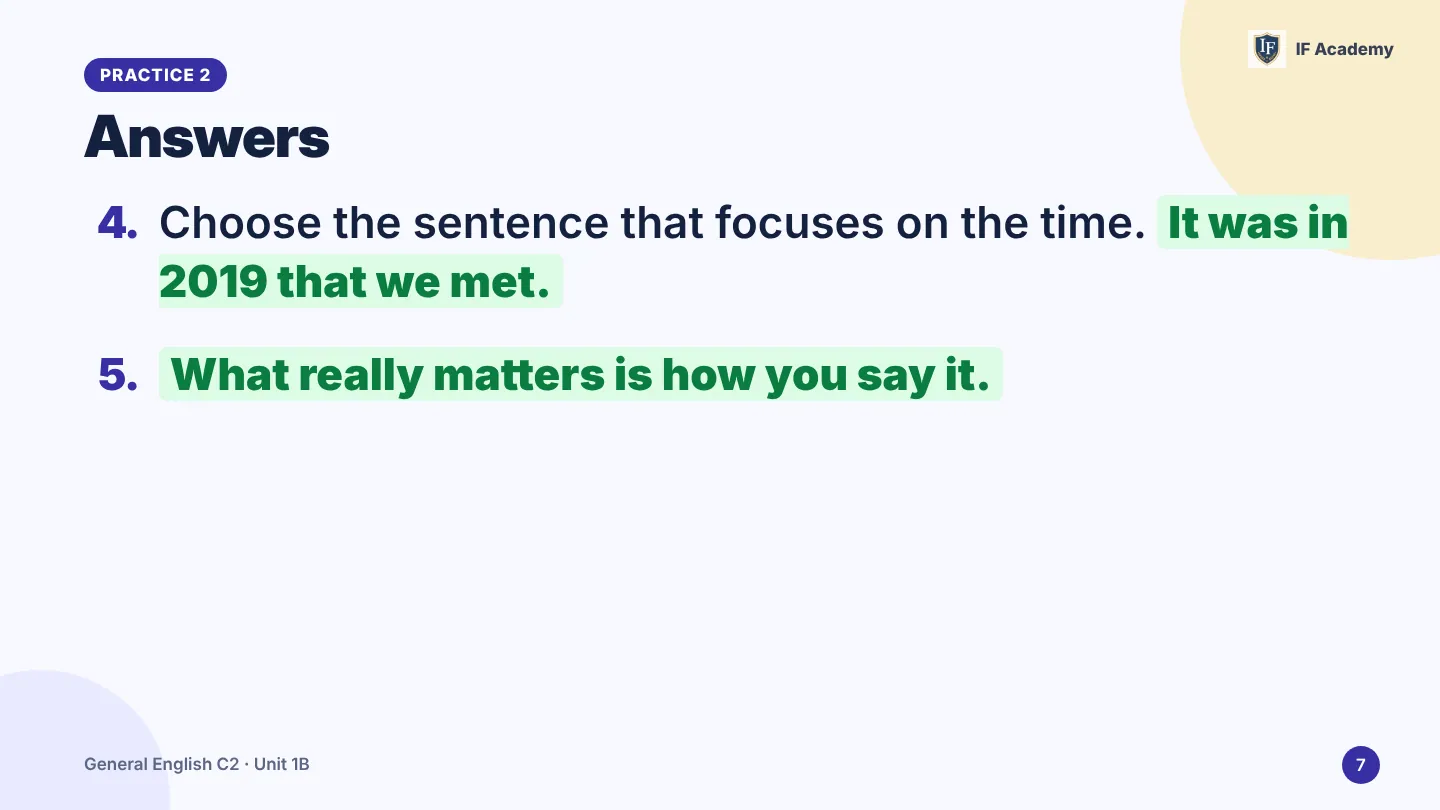 IF
IF Academy
PRACTICE 2
Answers
4. Choose the sentence that focuses on the time. It was in
2019 that we met.
5. What really matters is how you say it.
General English C2 · Unit 1B
7